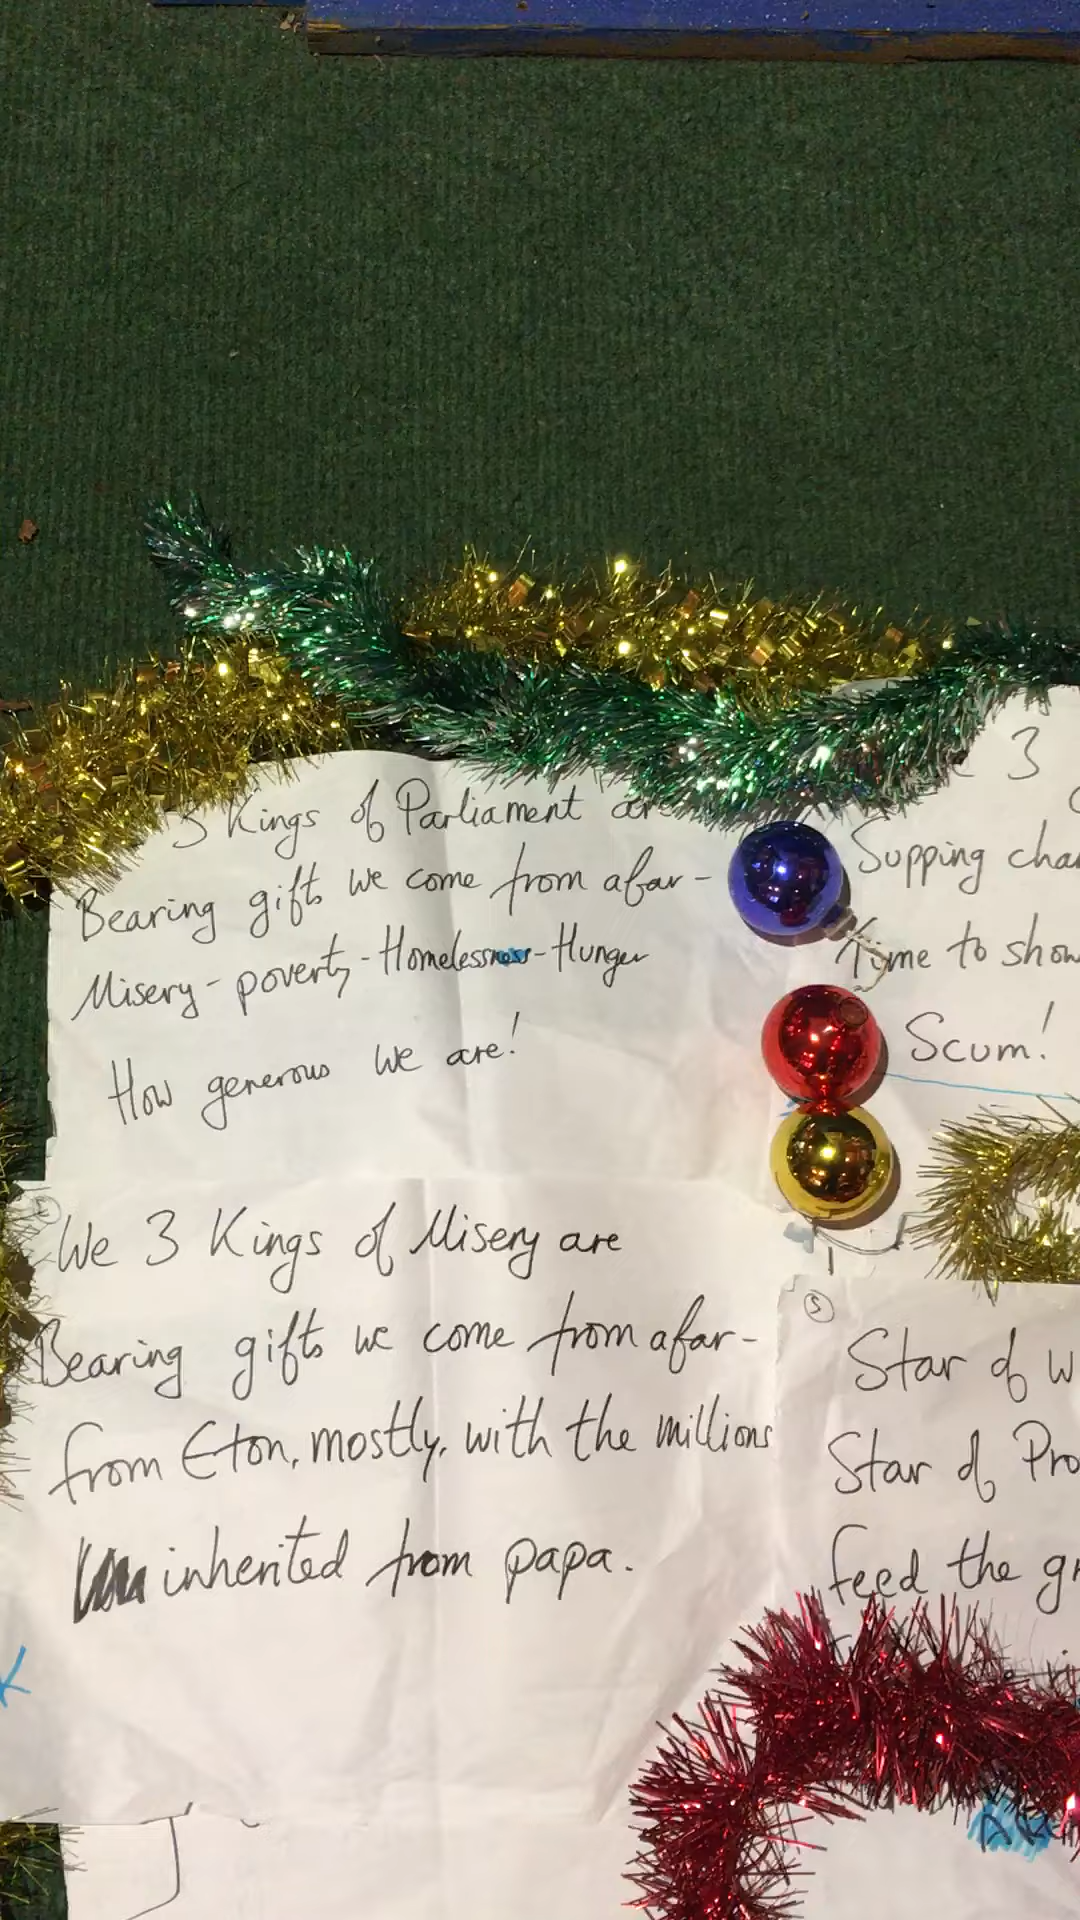 3 Kings of Parliament are
Bearing gifts we come from afar-
Misery-poverty-Homelessness-Hunger
How generous we are!
We 3 Kings of Misery are
Bearing gifts we come from afar-
from Eton, mostly, with the millions
inherited from papa.
3
Supping
Time to show
Scum!
5
Star of
Star of
feed the